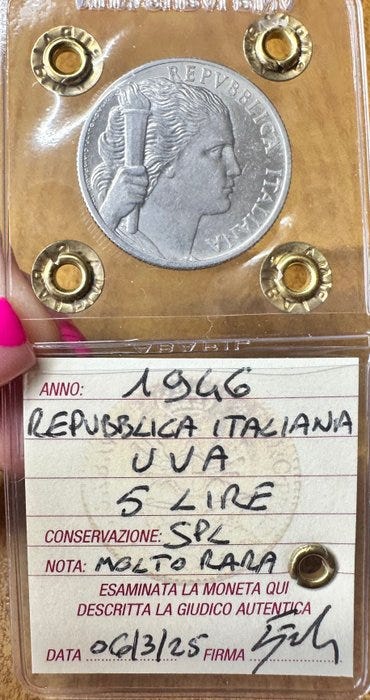 REPVBBLICA ITALIANA
ANNO: 1946
REPUBBLICA ITALIANA
UVA
5 LIRE
CONSERVAZIONE: SPL
NOTA: MOLTO RARA
ESAMINATA LA MONETA QUI
DESCRITTA LA GIUDICO AUTENTICA
DATA 06/3/25 FIRMA